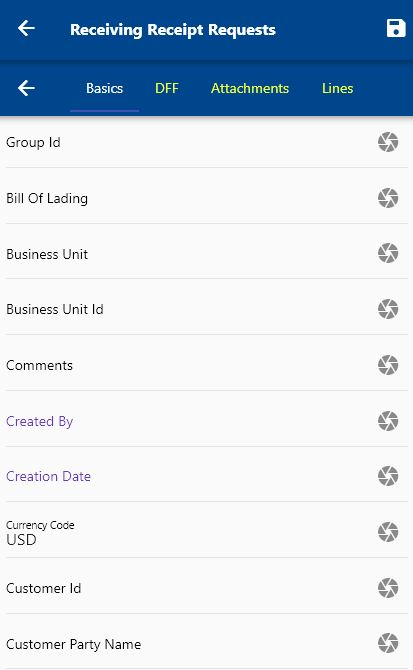 Receiving Receipt Requests
Basics DFF Attachments Lines
Group Id
Bill Of Lading
Business Unit
Business Unit Id
Comments
Created By
Creation Date
Currency Code
USD
Customer Id
Customer Party Name